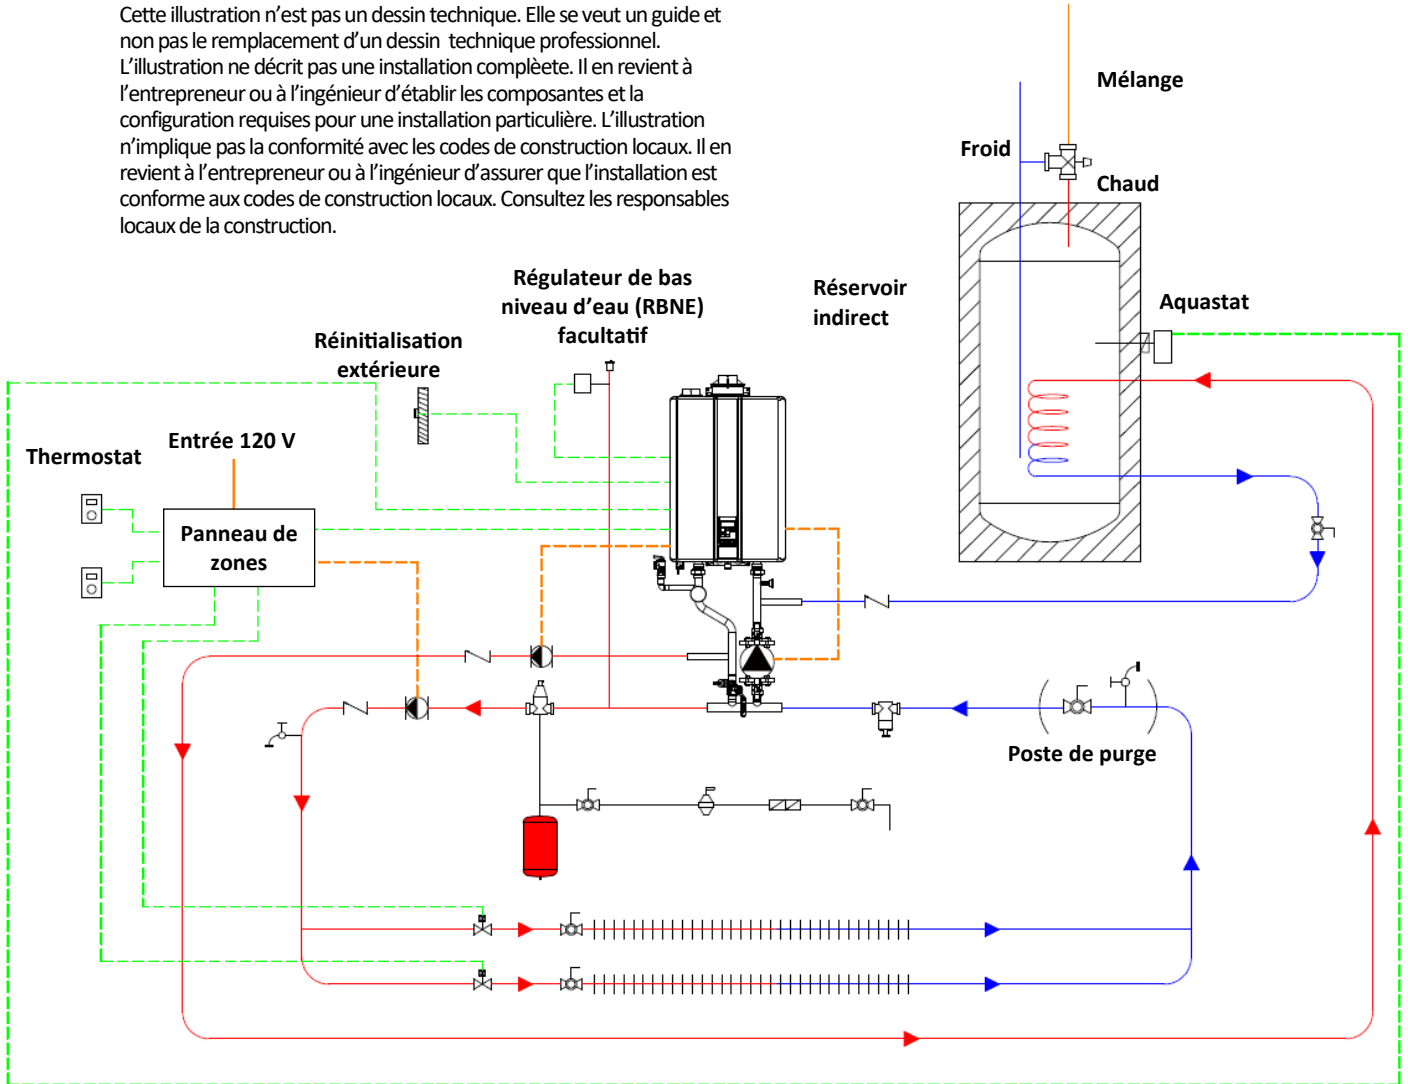 Cette illustration n’est pas un dessin technique. Elle se veut un guide et
non pas le remplacement d’un dessin technique professionnel.
L’illustration ne décrit pas une installation complèete. Il en revient à
l’entrepreneur ou à l’ingénieur d’établir les composantes et la
configuration requises pour une installation particulière. L’illustration
n’implique pas la conformité avec les codes de construction locaux. Il en
revient à l’entrepreneur ou à l’ingénieur d’assurer que l’installation est
conforme aux codes de construction locaux. Consultez les responsables
locaux de la construction.
Mélange
Froid
Chaud
Régulateur de bas
niveau d’eau (RBNE)
facultatif
Réservoir
indirect
Aquastat
Réinitialisation
extérieure
Entrée 120 V
Thermostat
Panneau de
zones
Poste de purge